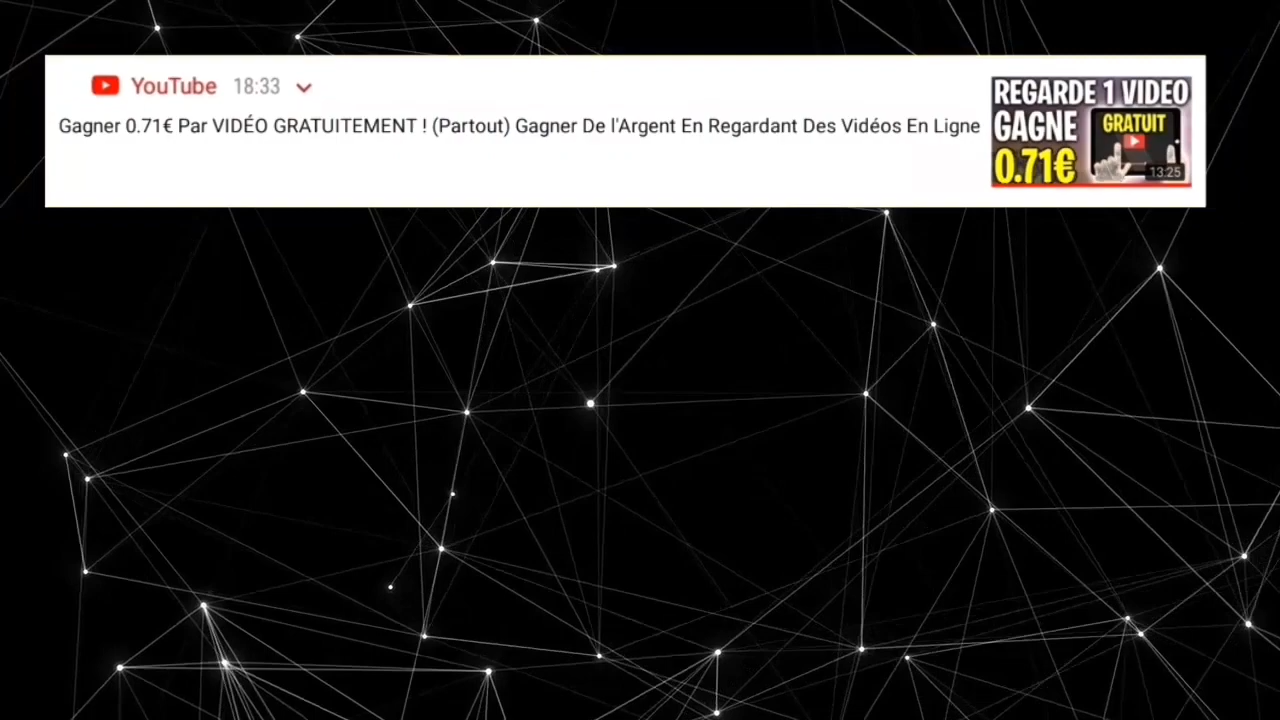 YouTube 18:33
Gagner 0.71€ Par VIDÉO GRATUITEMENT ! (Partout) Gagner De l'Argent En Regardant Des Vidéos En Ligne
REGARDE 1 VIDEO
GAGNE
GRATUIT
0.71€
13:25